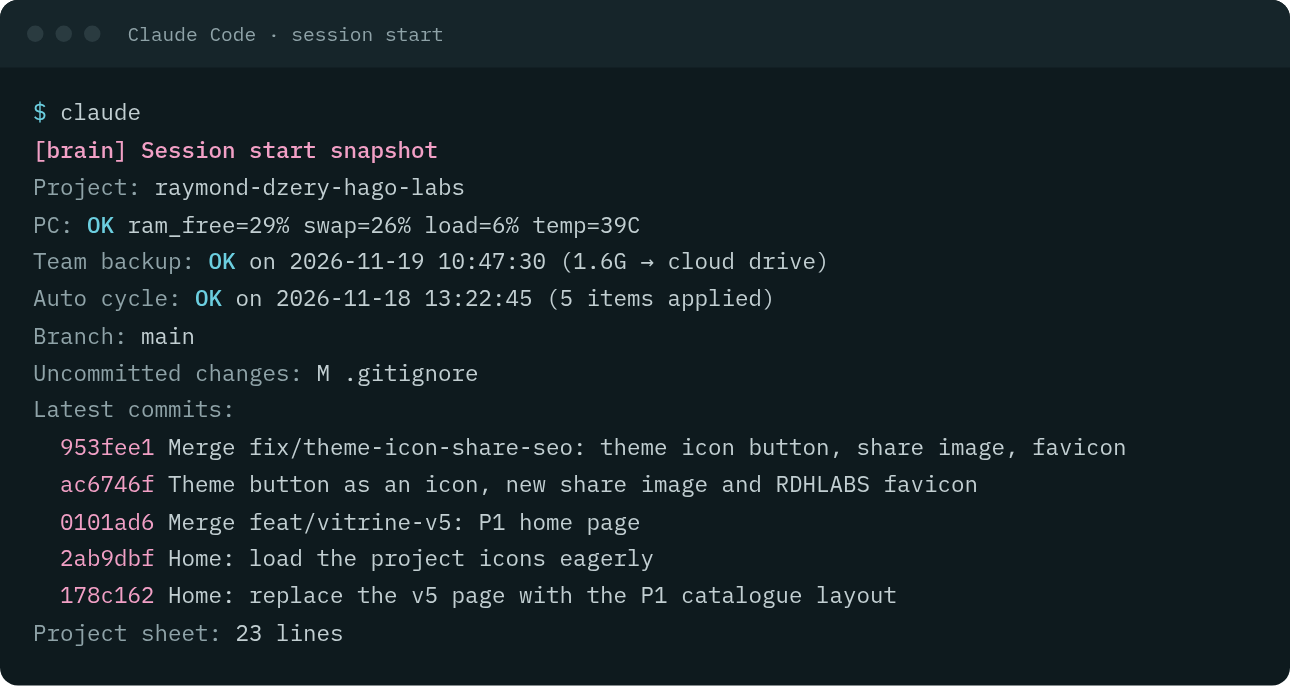 Claude Code · session start
$ claude
[brain] Session start snapshot
Project: raymond-dzery-hago-labs
PC: OK ram_free=29% swap=26% load=6% temp=39C
Team backup: OK on 2026-11-19 10:47:30 (1.6G → cloud drive)
Auto cycle: OK on 2026-11-18 13:22:45 (5 items applied)
Branch: main
Uncommitted changes: M .gitignore
Latest commits:
953fee1 Merge fix/theme-icon-share-seo: theme icon button, share image, favicon
ac6746f Theme button as an icon, new share image and RDHLABS favicon
0101ad6 Merge feat/vitrine-v5: P1 home page
2ab9dbf Home: load the project icons eagerly
178c162 Home: replace the v5 page with the P1 catalogue layout
Project sheet: 23 lines